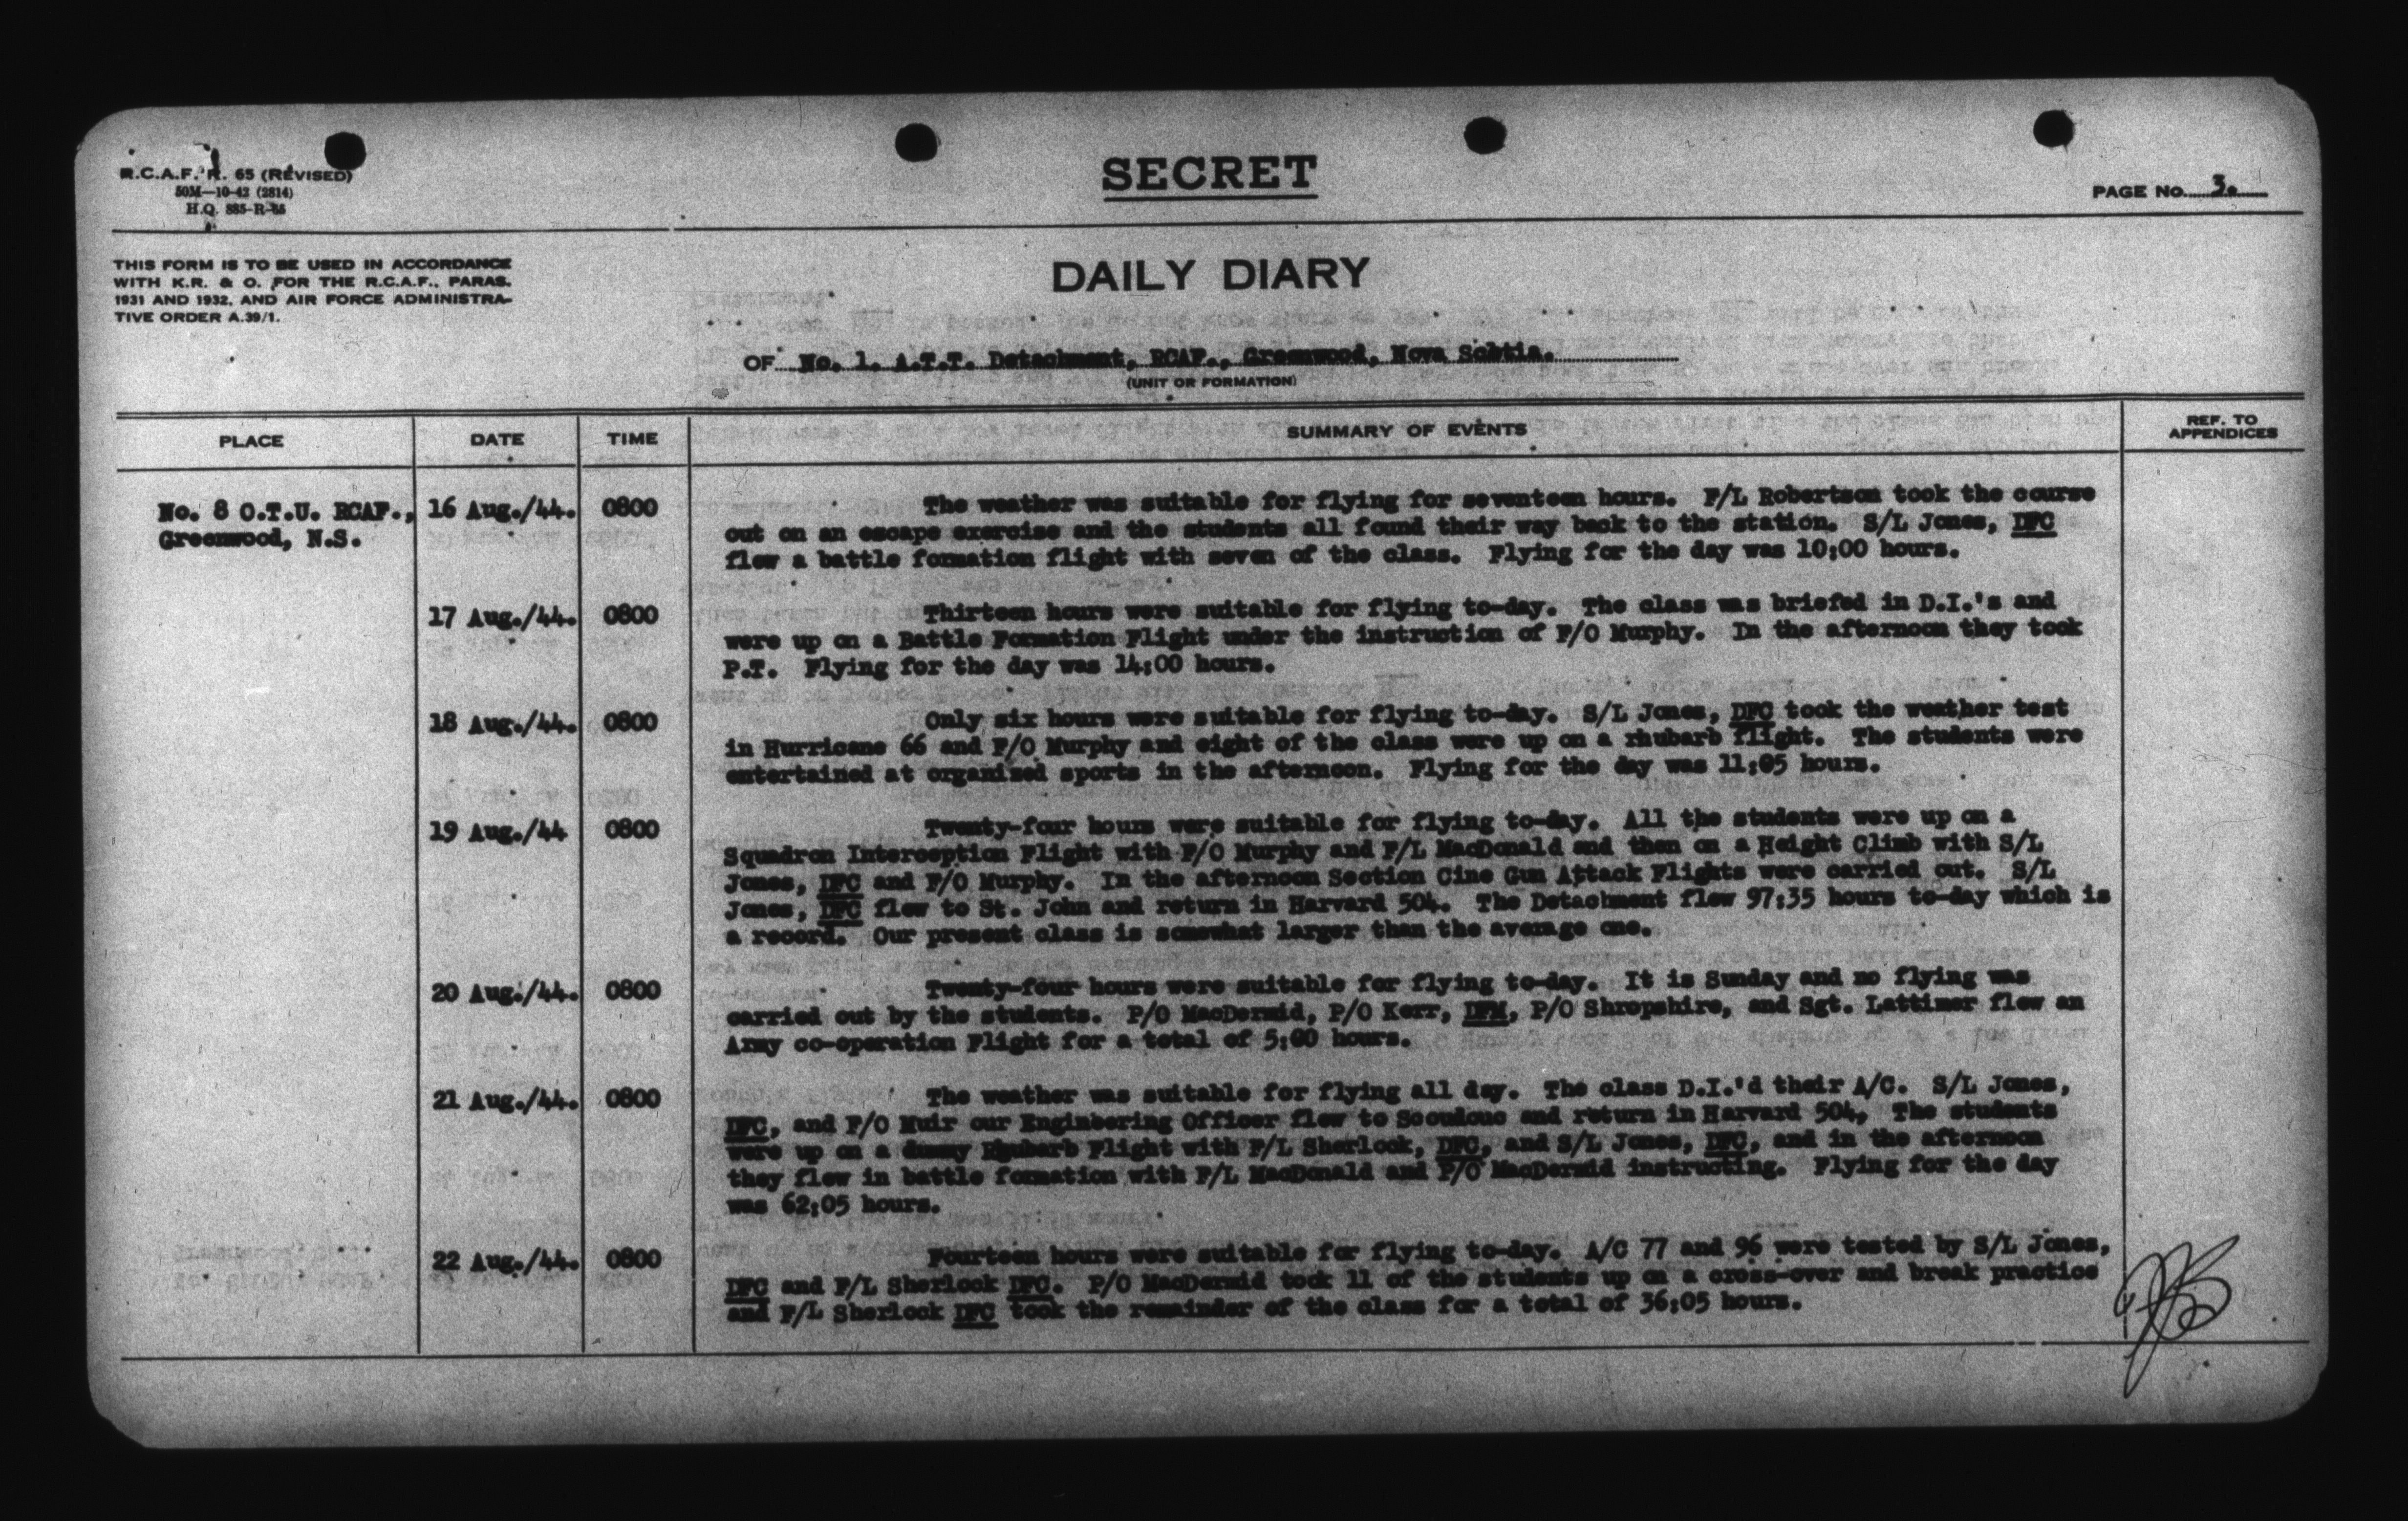 R.C.A.F. R. 65 (REVISED)
50M—10-42 (2814)
H.Q. 885-R-65
SECRET
PAGE NO. 3.
THIS FORM IS TO BE USED IN ACCORDANCE
WITH K.R. & O. FOR THE R.C.A.F., PARAS.
1931 AND 1932, AND AIR FORCE ADMINISTRA-
TIVE ORDER A.39/1.
DAILY DIARY
OF No. 1. A.T.T. Detachment, RCAF., Greenwood, Nova Scotia.
(UNIT OR FORMATION)
PLACE DATE TIME SUMMARY OF EVENTS REF. TO APPENDICES
No. 8 O.T.U. RCAF., 16 Aug./44. 0800 The weather was suitable for flying for seventeen hours. F/L Robertson took the course
Greenwood, N.S. out on an escape exercise and the students all found their way back to the station. S/L Jones, DFC
flew a battle formation flight with seven of the class. Flying for the day was 10:00 hours.
17 Aug./44. 0800 Thirteen hours were suitable for flying to-day. The class was briefed in D.I.'s and
were up on a Battle Formation Flight under the instruction of F/O Murphy. In the afternoon they took
P.T. Flying for the day was 14:00 hours.
18 Aug./44. 0800 Only six hours were suitable for flying to-day. S/L Jones, DFC took the weather test
in Hurricane 66 and F/O Murphy and eight of the class were up on a rhubarb flight. The students were
entertained at organized sports in the afternoon. Flying for the day was 11:05 hours.
19 Aug./44 0800 Twenty-four hours were suitable for flying to-day. All the students were up on a
Squadron Interception Flight with F/O Murphy and F/L MacDonald and then on a Height Climb with S/L
Jones, DFC and F/O Murphy. In the afternoon Section Cine Gun Attack Flights were carried out. S/L
Jones, DFC flew to St. John and return in Harvard 504. The Detachment flew 97:35 hours to-day which is
a record. Our present class is somewhat larger than the average one.
20 Aug./44. 0800 Twenty-four hours were suitable for flying to-day. It is Sunday and no flying was
carried out by the students. P/O MacDermid, P/O Kerr, DFM, P/O Shropshire, and Sgt. Lattimer flew an
Army co-operation Flight for a total of 5:00 hours.
21 Aug./44. 0800 The weather was suitable for flying all day. The class D.I.'d their A/C. S/L Jones,
DFC, and F/O Muir our Engineering Officer flew to Scoudouc and return in Harvard 504. The students
were up on a dummy Rhubarb Flight with F/L Sherlock, DFC, and S/L Jones, DFC, and in the afternoon
they flew in battle formation with F/L MacDonald and P/O MacDermid instructing. Flying for the day
was 62:05 hours.
22 Aug./44. 0800 Fourteen hours were suitable for flying to-day. A/C 77 and 96 were tested by S/L Jones,
DFC and F/L Sherlock DFC. P/O MacDermid took 11 of the students up on a cross-over and break practice
and F/L Sherlock DFC took the remainder of the class for a total of 36:05 hours.